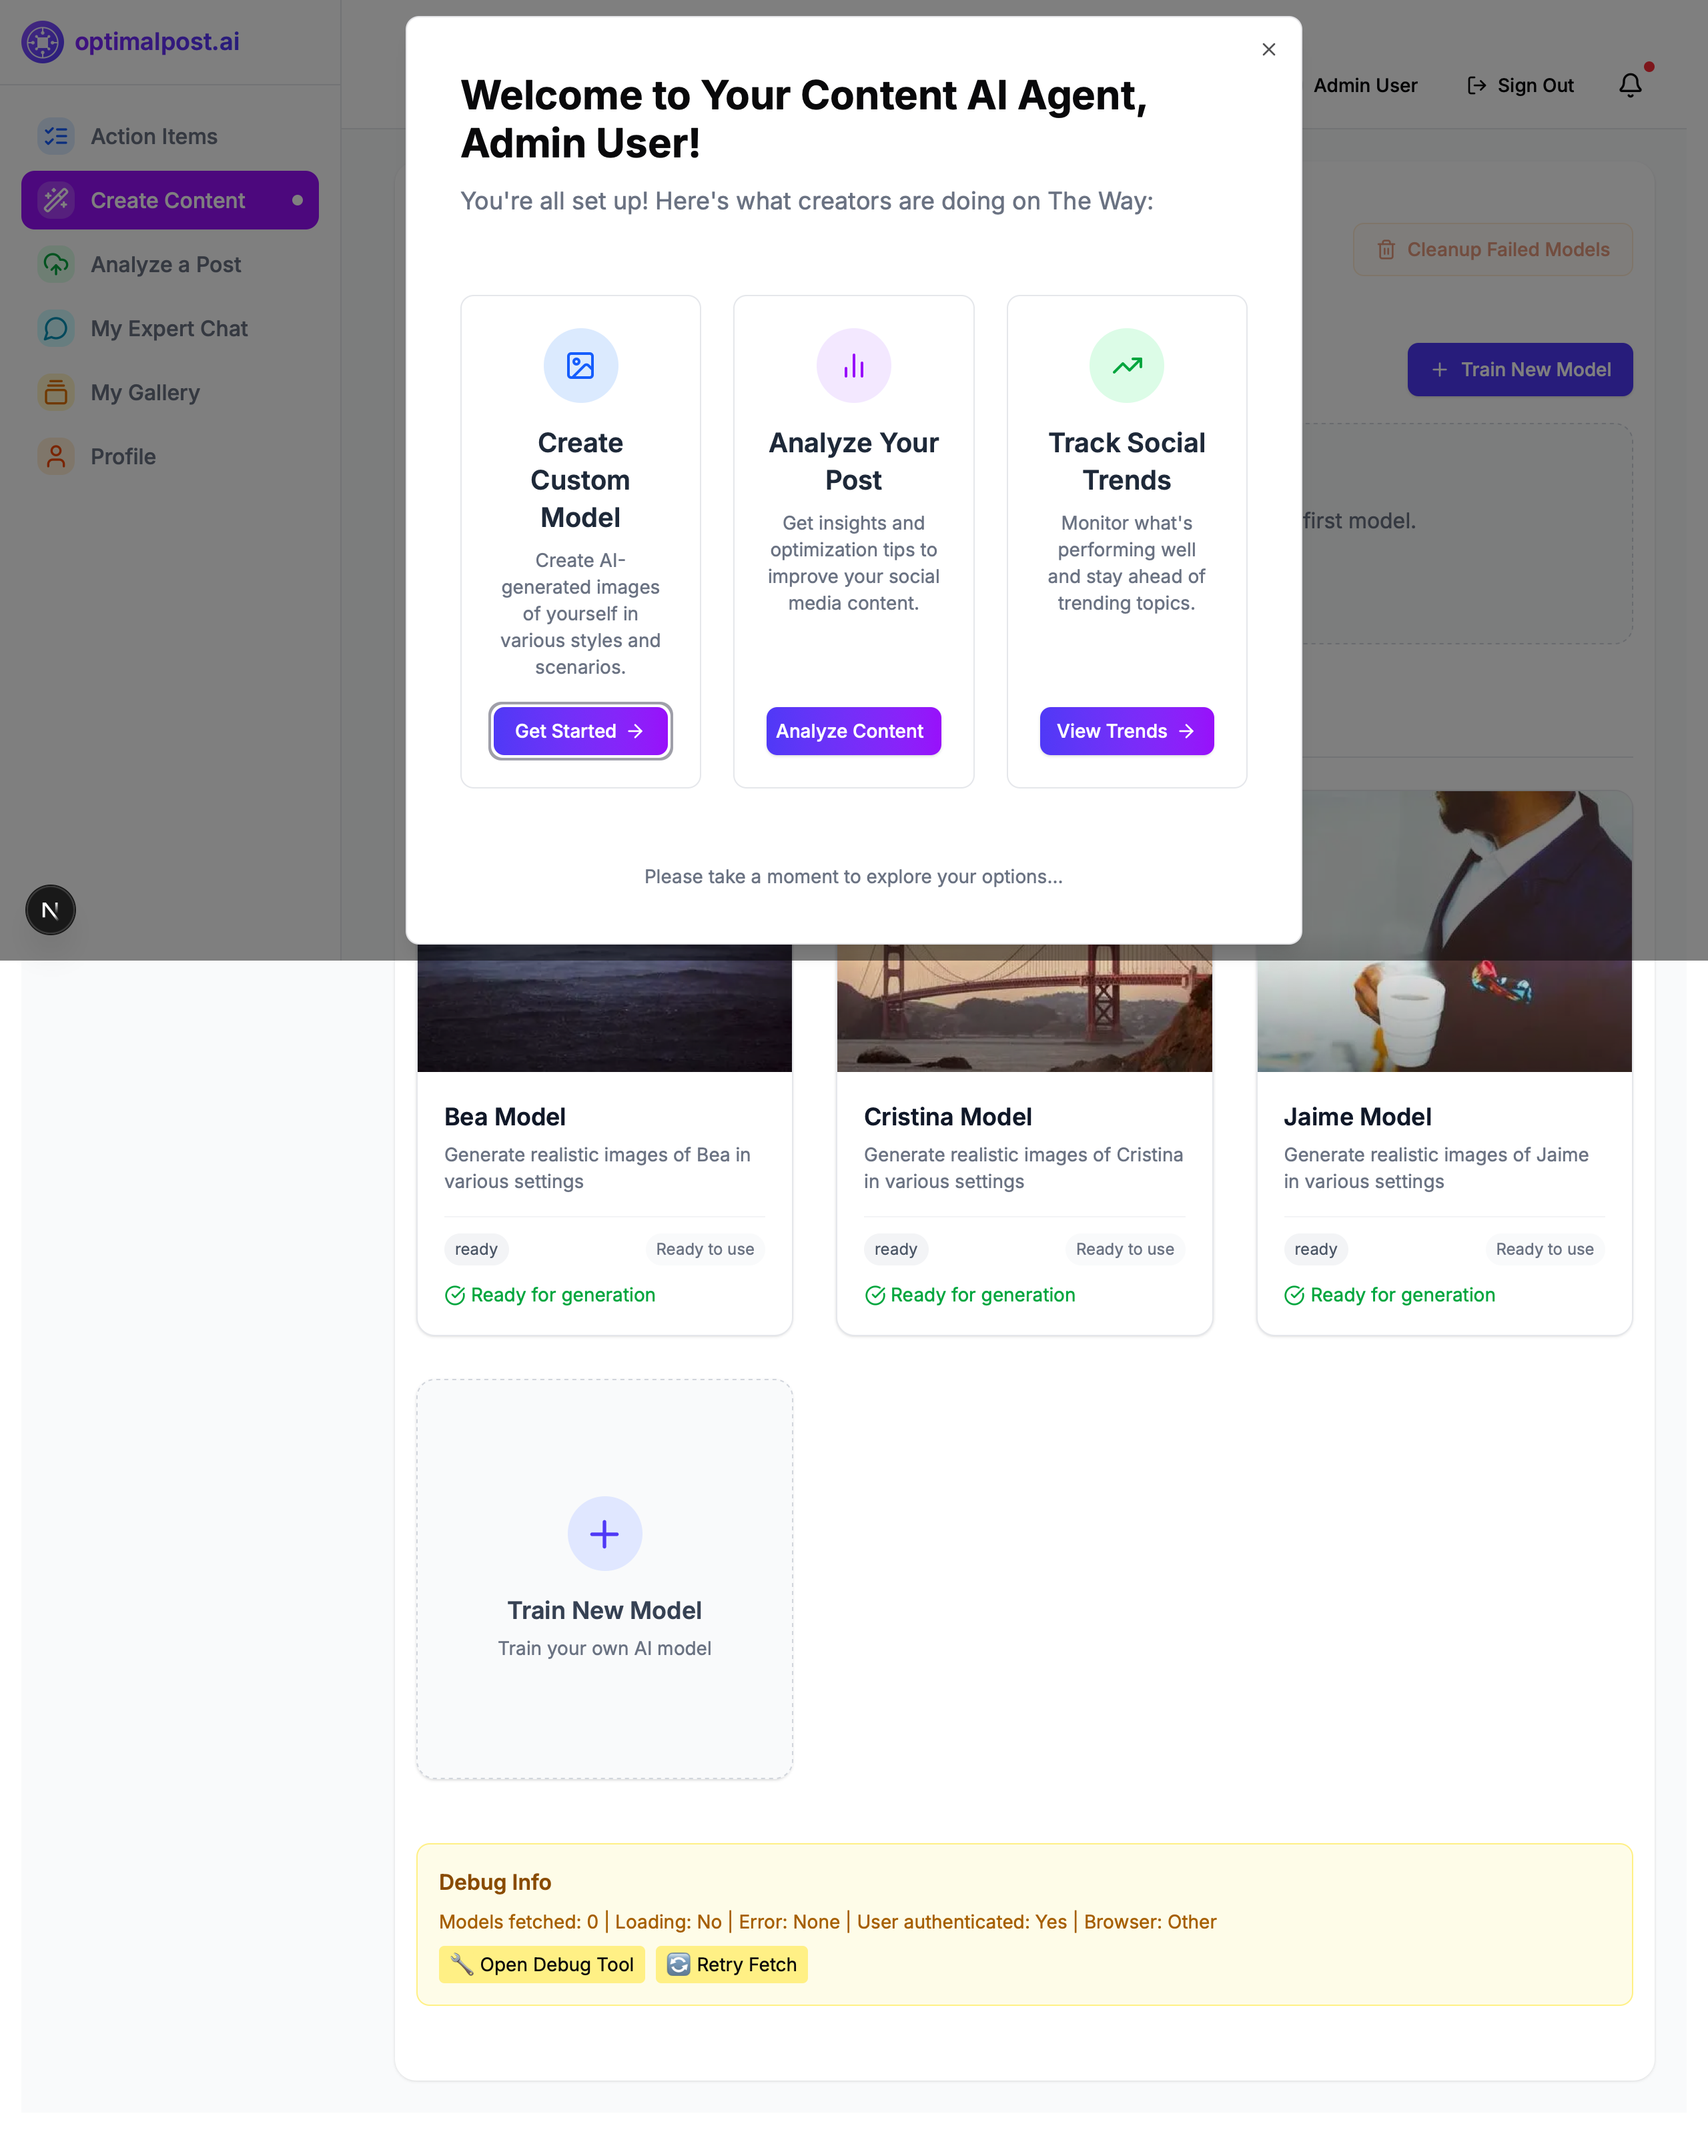 optimalpost.ai
Action Items
Create Content
Analyze a Post
My Expert Chat
My Gallery
Profile
Admin User
Sign Out
Cleanup Failed Models
Train New Model
first model.
Welcome to Your Content AI Agent,
Admin User!
You're all set up! Here's what creators are doing on The Way:
Create
Custom
Model
Create AI-
generated images
of yourself in
various styles and
scenarios.
Get Started
Analyze Your
Post
Get insights and
optimization tips to
improve your social
media content.
Analyze Content
Track Social
Trends
Monitor what's
performing well
and stay ahead of
trending topics.
View Trends
Please take a moment to explore your options...
N
Bea Model
Generate realistic images of Bea in
various settings
ready
Ready to use
Ready for generation
Cristina Model
Generate realistic images of Cristina
in various settings
ready
Ready to use
Ready for generation
Jaime Model
Generate realistic images of Jaime
in various settings
ready
Ready to use
Ready for generation
Train New Model
Train your own AI model
Debug Info
Models fetched: 0 | Loading: No | Error: None | User authenticated: Yes | Browser: Other
🔧 Open Debug Tool
🔄 Retry Fetch